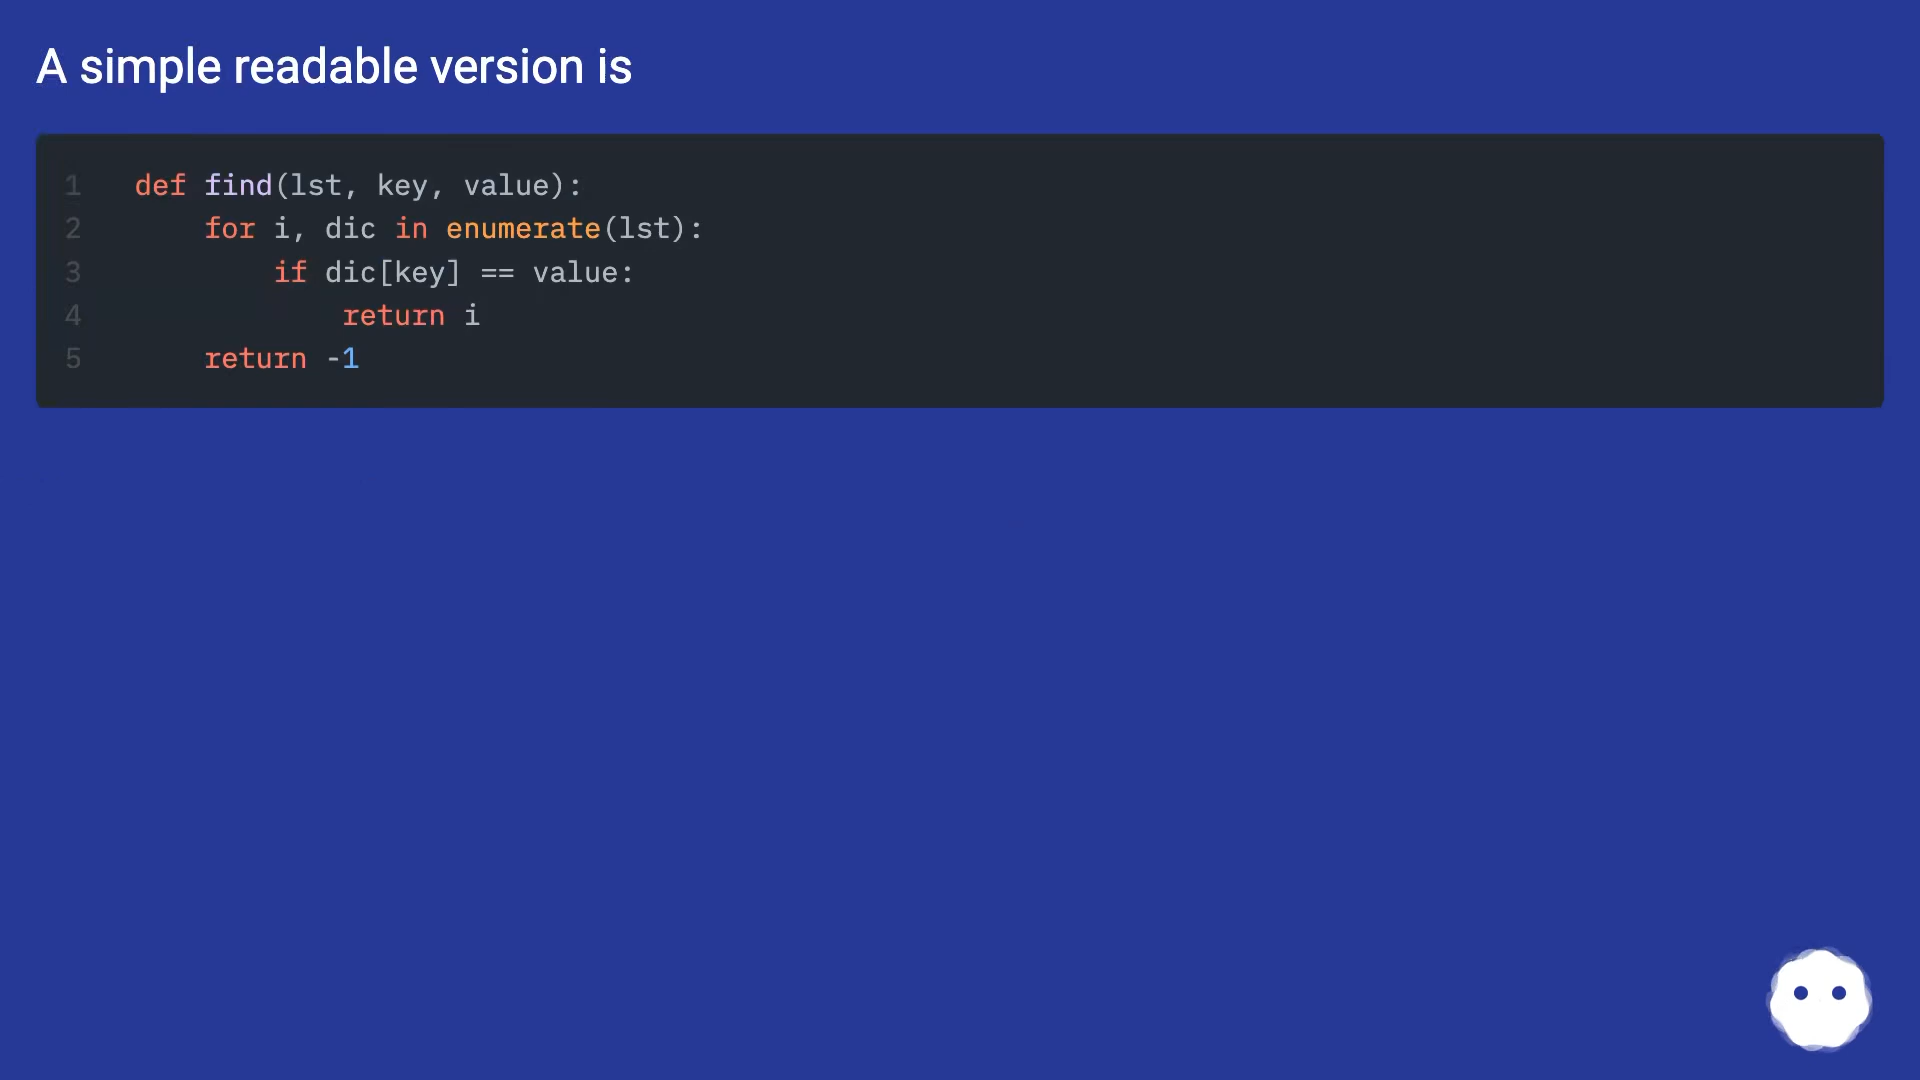 A simple readable version is
1 def find(lst, key, value):
2 for i, dic in enumerate(lst):
3 if dic[key] == value:
4 return i
5 return -1